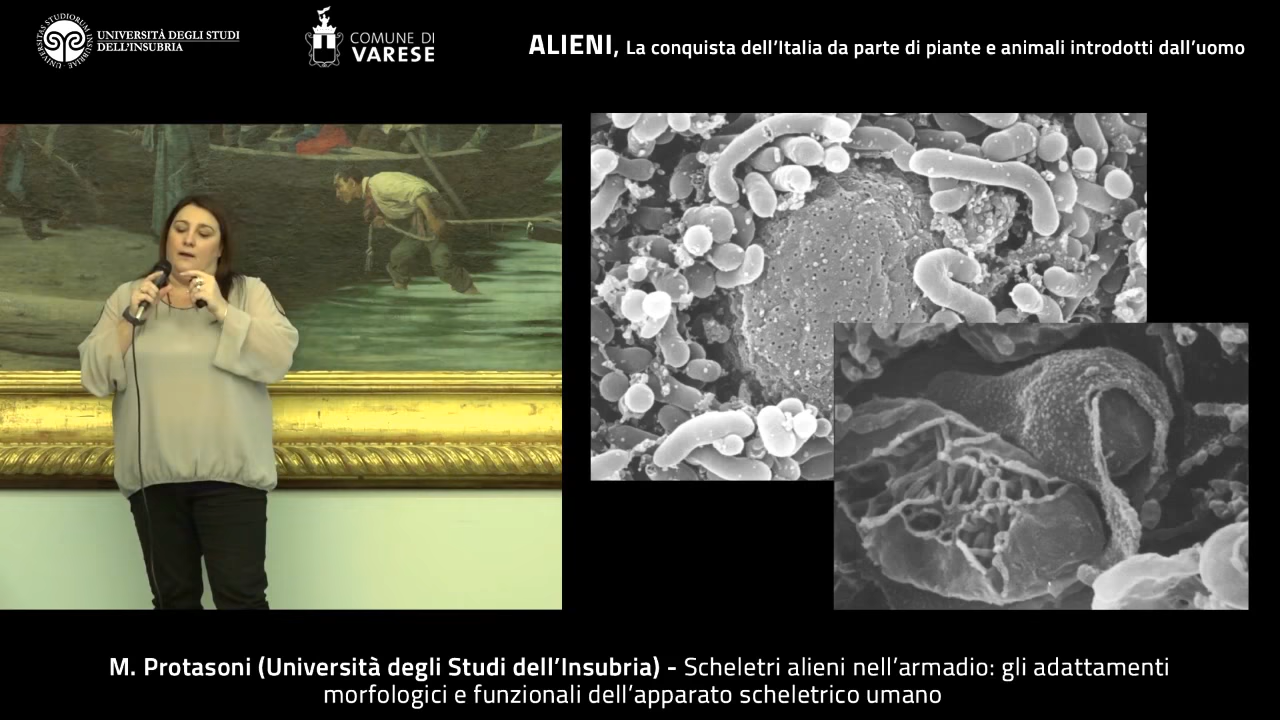 UNIVERSITÀ DEGLI STUDI
DELL'INSUBRIA
COMUNE DI
VARESE
ALIENI, La conquista dell'Italia da parte di piante e animali introdotti dall'uomo
M. Protasoni (Università degli Studi dell'Insubria) - Scheletri alieni nell'armadio: gli adattamenti
morfologici e funzionali dell'apparato scheletrico umano